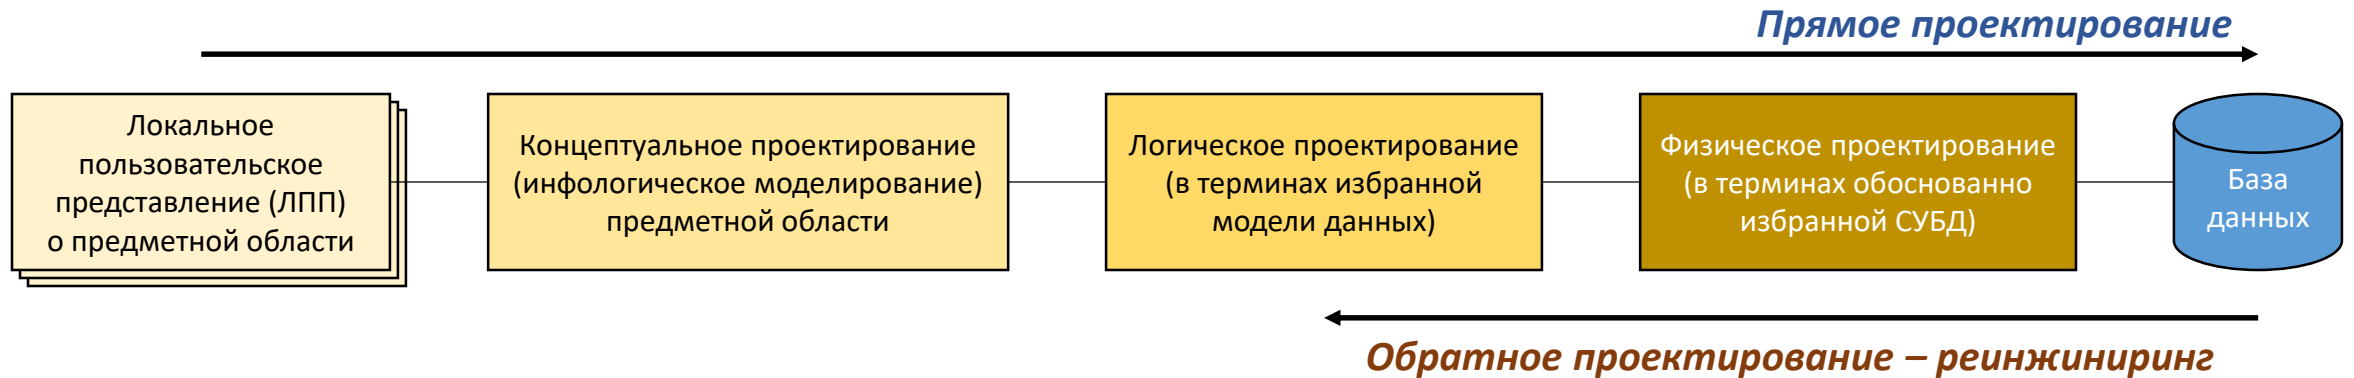 Прямое проектирование
Локальное
пользовательское
представление (ЛПП)
о предметной области
Концептуальное проектирование
(инфологическое моделирование)
предметной области
Логическое проектирование
(в терминах избранной
модели данных)
Физическое проектирование
(в терминах обоснованно
избранной СУБД)
База
данных
Обратное проектирование – реинжиниринг